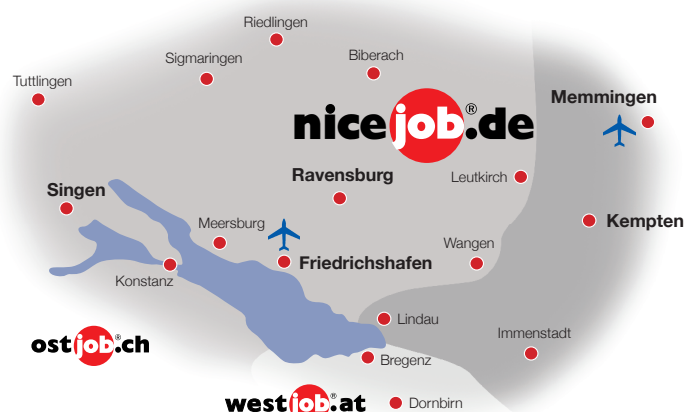 Riedlingen
Sigmaringen
Biberach
Tuttlingen
Memmingen
nicejob®.de
Ravensburg
Leutkirch
Singen
Kempten
Meersburg
Wangen
Friedrichshafen
Konstanz
Lindau
Immenstadt
ostjob®.ch
Bregenz
westjob®.at
Dornbirn